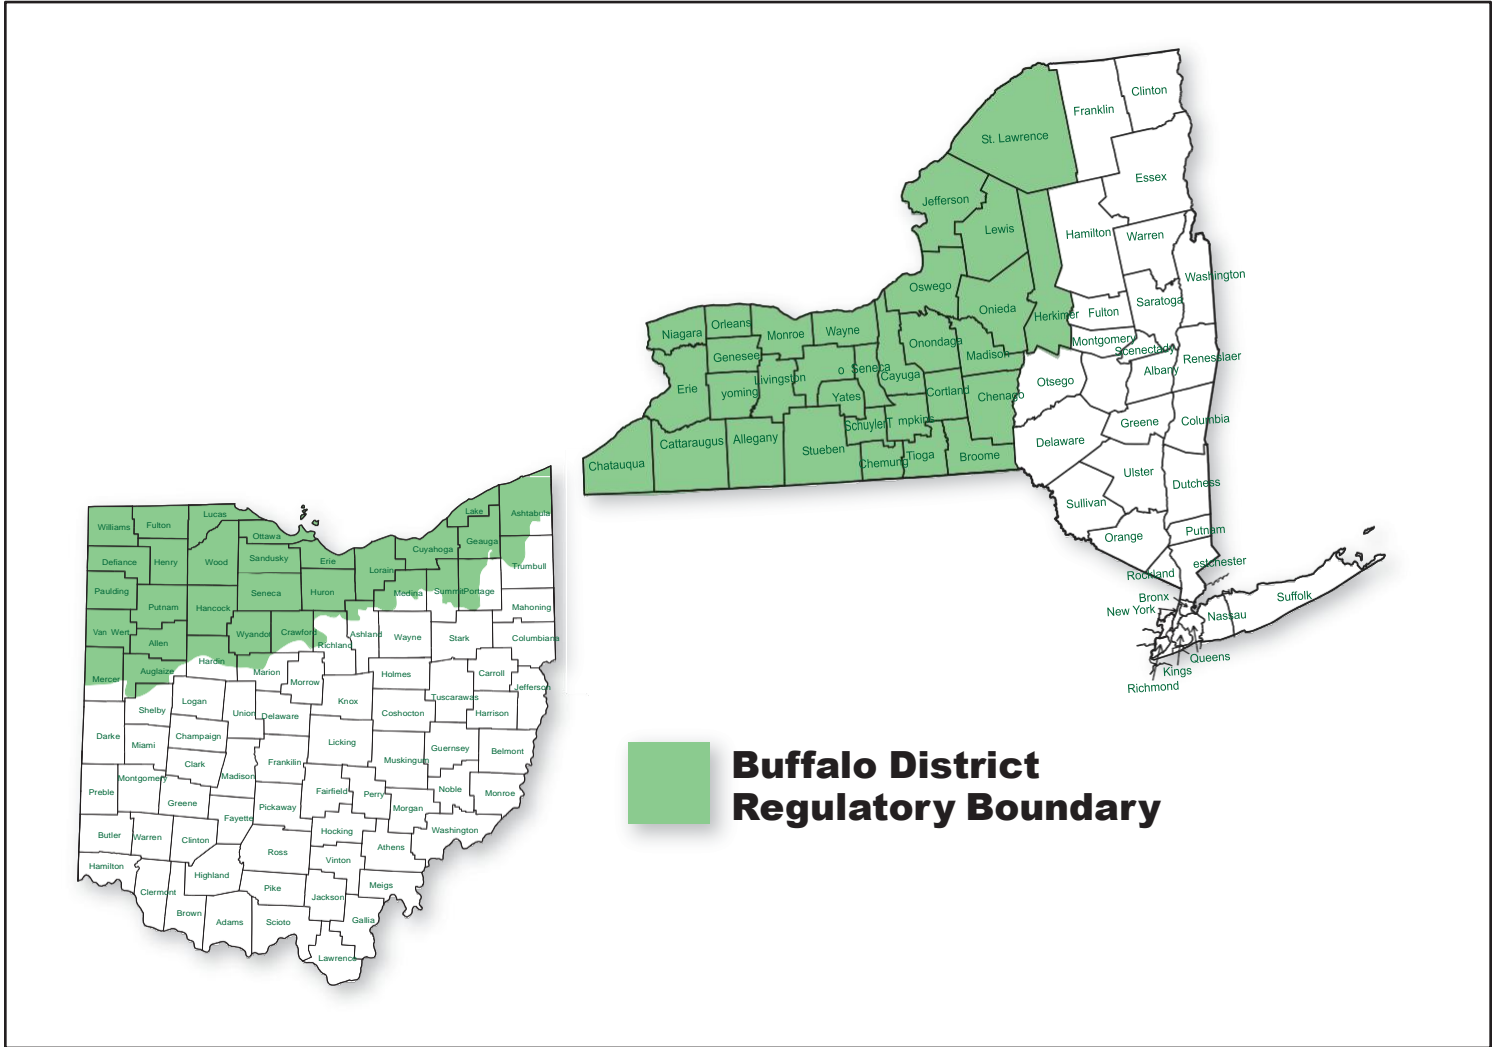 Clinton
Franklin
St. Lawrence
Essex
Jefferson
Lewis
Hamilton
Warren
Washington
Oswego
Onieda
Herkimer
Fulton
Saratoga
Niagara
Orleans
Monroe
Wayne
Onondaga
Madison
Montgomery
Scenectady
Renesslaer
Genesee
Livingston
o
Seneca
Cayuga
Otsego
Albany
Erie
yoming
Yates
Cortland
Chenago
Schuyler
T mpkins
Greene
Columbia
Chatauqua
Cattaraugus
Allegany
Stueben
Chemung
Tioga
Broome
Delaware
Ulster
Dutchess
Sullivan
Orange
Putnam
Rockland
estchester
Bronx
New York
Suffolk
Nassau
Queens
Kings
Richmond
Williams
Fulton
Lucas
Ottawa
Lake
Ashtabula
Geauga
Cuyahoga
Defiance
Henry
Wood
Sandusky
Erie
Lorain
Trumbull
Paulding
Putnam
Hancock
Seneca
Huron
Medina
Summit
Portage
Mahoning
Van Wert
Allen
Wyandot
Crawford
Richland
Ashland
Wayne
Stark
Columbiana
Mercer
Auglaize
Hardin
Marion
Morrow
Holmes
Carroll
Jefferson
Shelby
Logan
Union
Delaware
Knox
Coshocton
Tuscarawas
Harrison
Darke
Miami
Champaign
Clark
Madison
Frankilin
Licking
Muskingum
Guernsey
Belmont
Preble
Montgomery
Greene
Fayette
Pickaway
Fairfield
Perry
Morgan
Noble
Monroe
Butler
Warren
Clinton
Ross
Hocking
Vinton
Athens
Washington
Hamilton
Clermont
Highland
Pike
Jackson
Meigs
Brown
Adams
Scioto
Gallia
Lawrence
Buffalo District
Regulatory Boundary